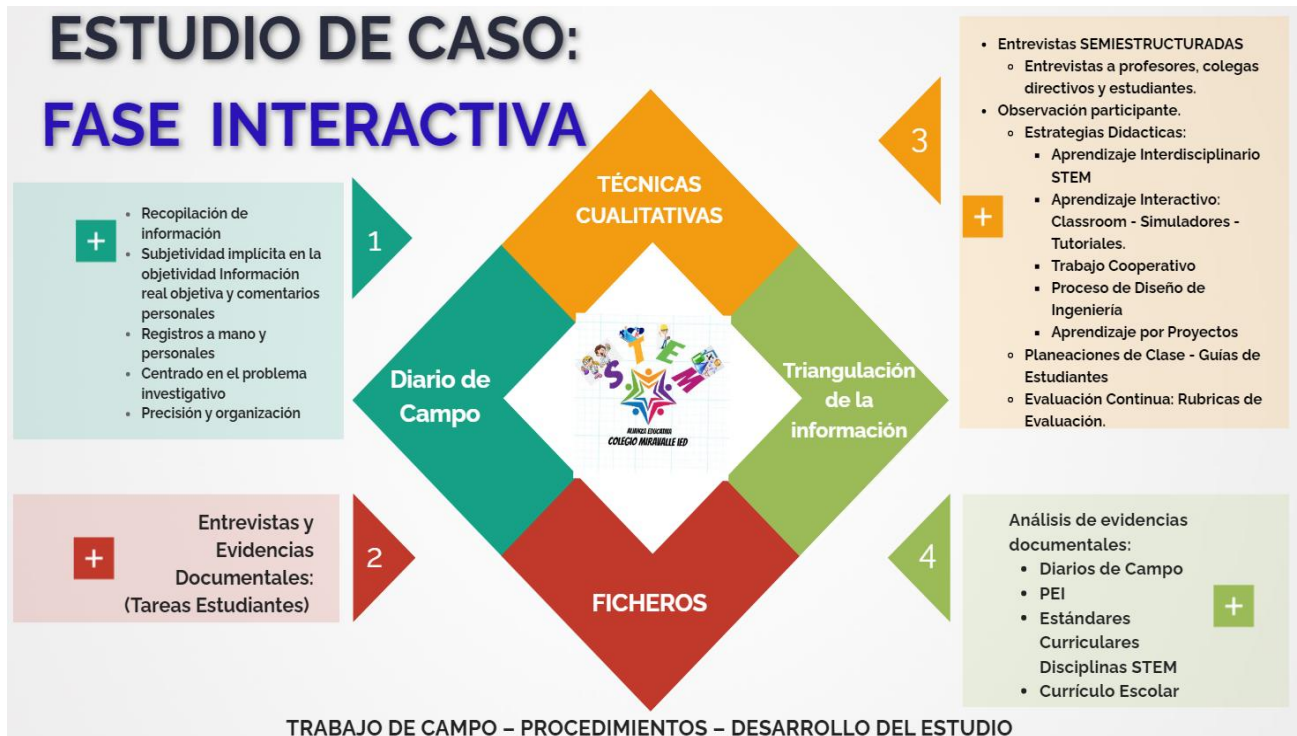 ESTUDIO DE CASO:
FASE INTERACTIVA
1
• Recopilación de
información
• Subjetividad implícita en la
objetividad Información
real objetiva y comentarios
personales
• Registros a mano y
personales
• Centrado en el problema
investigativo
• Precisión y organización
2
Entrevistas y
Evidencias
Documentales:
(Tareas Estudiantes)
TÉCNICAS
CUALITATIVAS
Diario de
Campo
STEM
ALIANZA EDUCATIVA
COLEGIO MIRAVALLE IED
Triangulación
de la
información
FICHEROS
3
• Entrevistas SEMIESTRUCTURADAS
Entrevistas a profesores, colegas
directivos y estudiantes.
• Observación participante.
Estrategias Didacticas:
Aprendizaje Interdisciplinario
STEM
Aprendizaje Interactivo:
Classroom - Simuladores -
Tutoriales.
Trabajo Cooperativo
Proceso de Diseño de
Ingeniería
Aprendizaje por Proyectos
Planeaciones de Clase - Guías de
Estudiantes
Evaluación Continua: Rubricas de
Evaluación.
4
Análisis de evidencias
documentales:
• Diarios de Campo
• PEI
• Estándares
Curriculares
Disciplinas STEM
• Currículo Escolar
TRABAJO DE CAMPO – PROCEDIMIENTOS – DESARROLLO DEL ESTUDIO